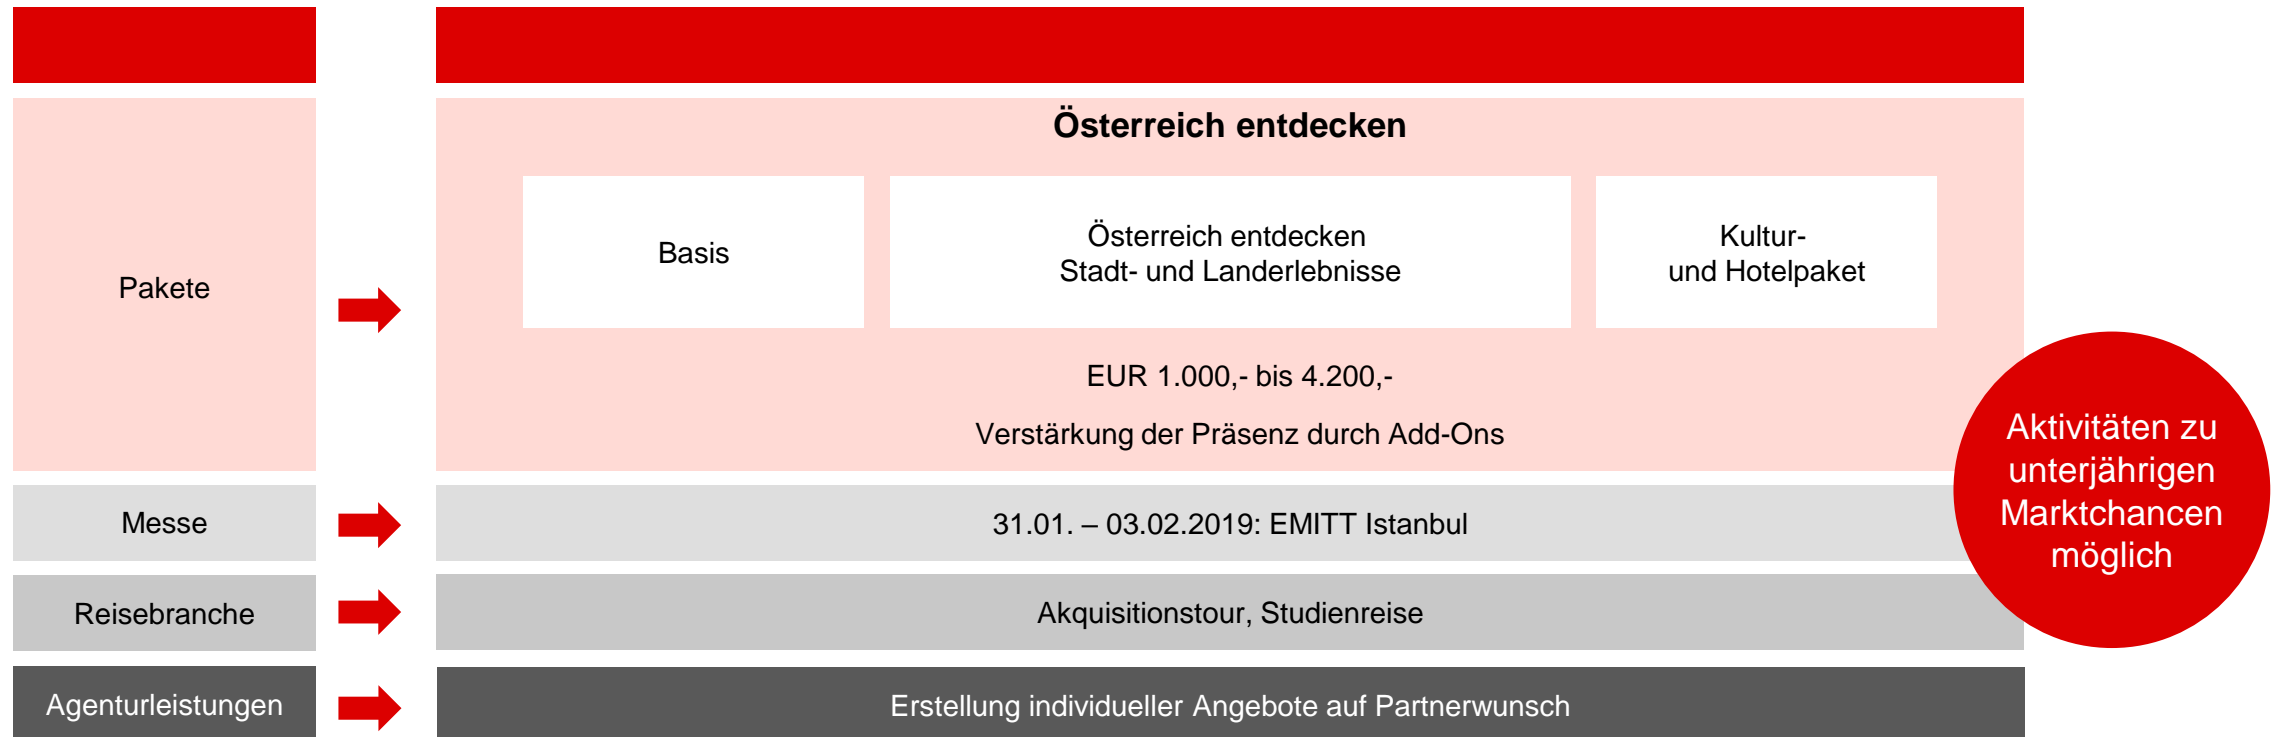 Österreich entdecken
Pakete
Basis
Österreich entdecken
Stadt- und Landerlebnisse
Kultur-
und Hotelpaket
EUR 1.000,- bis 4.200,-
Verstärkung der Präsenz durch Add-Ons
Messe
31.01. – 03.02.2019: EMITT Istanbul
Reisebranche
Akquisitionstour, Studienreise
Agenturleistungen
Erstellung individueller Angebote auf Partnerwunsch
Aktivitäten zu
unterjährigen
Marktchancen
möglich